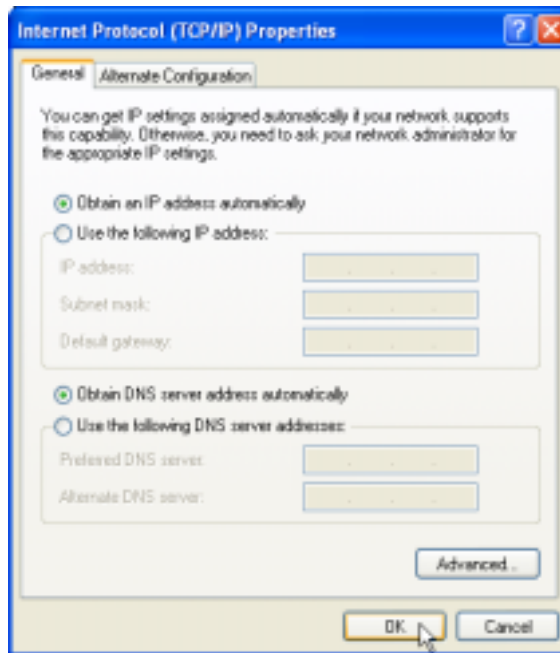 Internet Protocol (TCP/IP) Properties
General
Alternate Configuration
You can get IP settings assigned automatically if your network supports
this capability. Otherwise, you need to ask your network administrator for
the appropriate IP settings.
Obtain an IP address automatically
Use the following IP address:
IP address:
Subnet mask:
Default gateway:
Obtain DNS server address automatically
Use the following DNS server addresses:
Preferred DNS server:
Alternate DNS server:
Advanced...
OK
Cancel